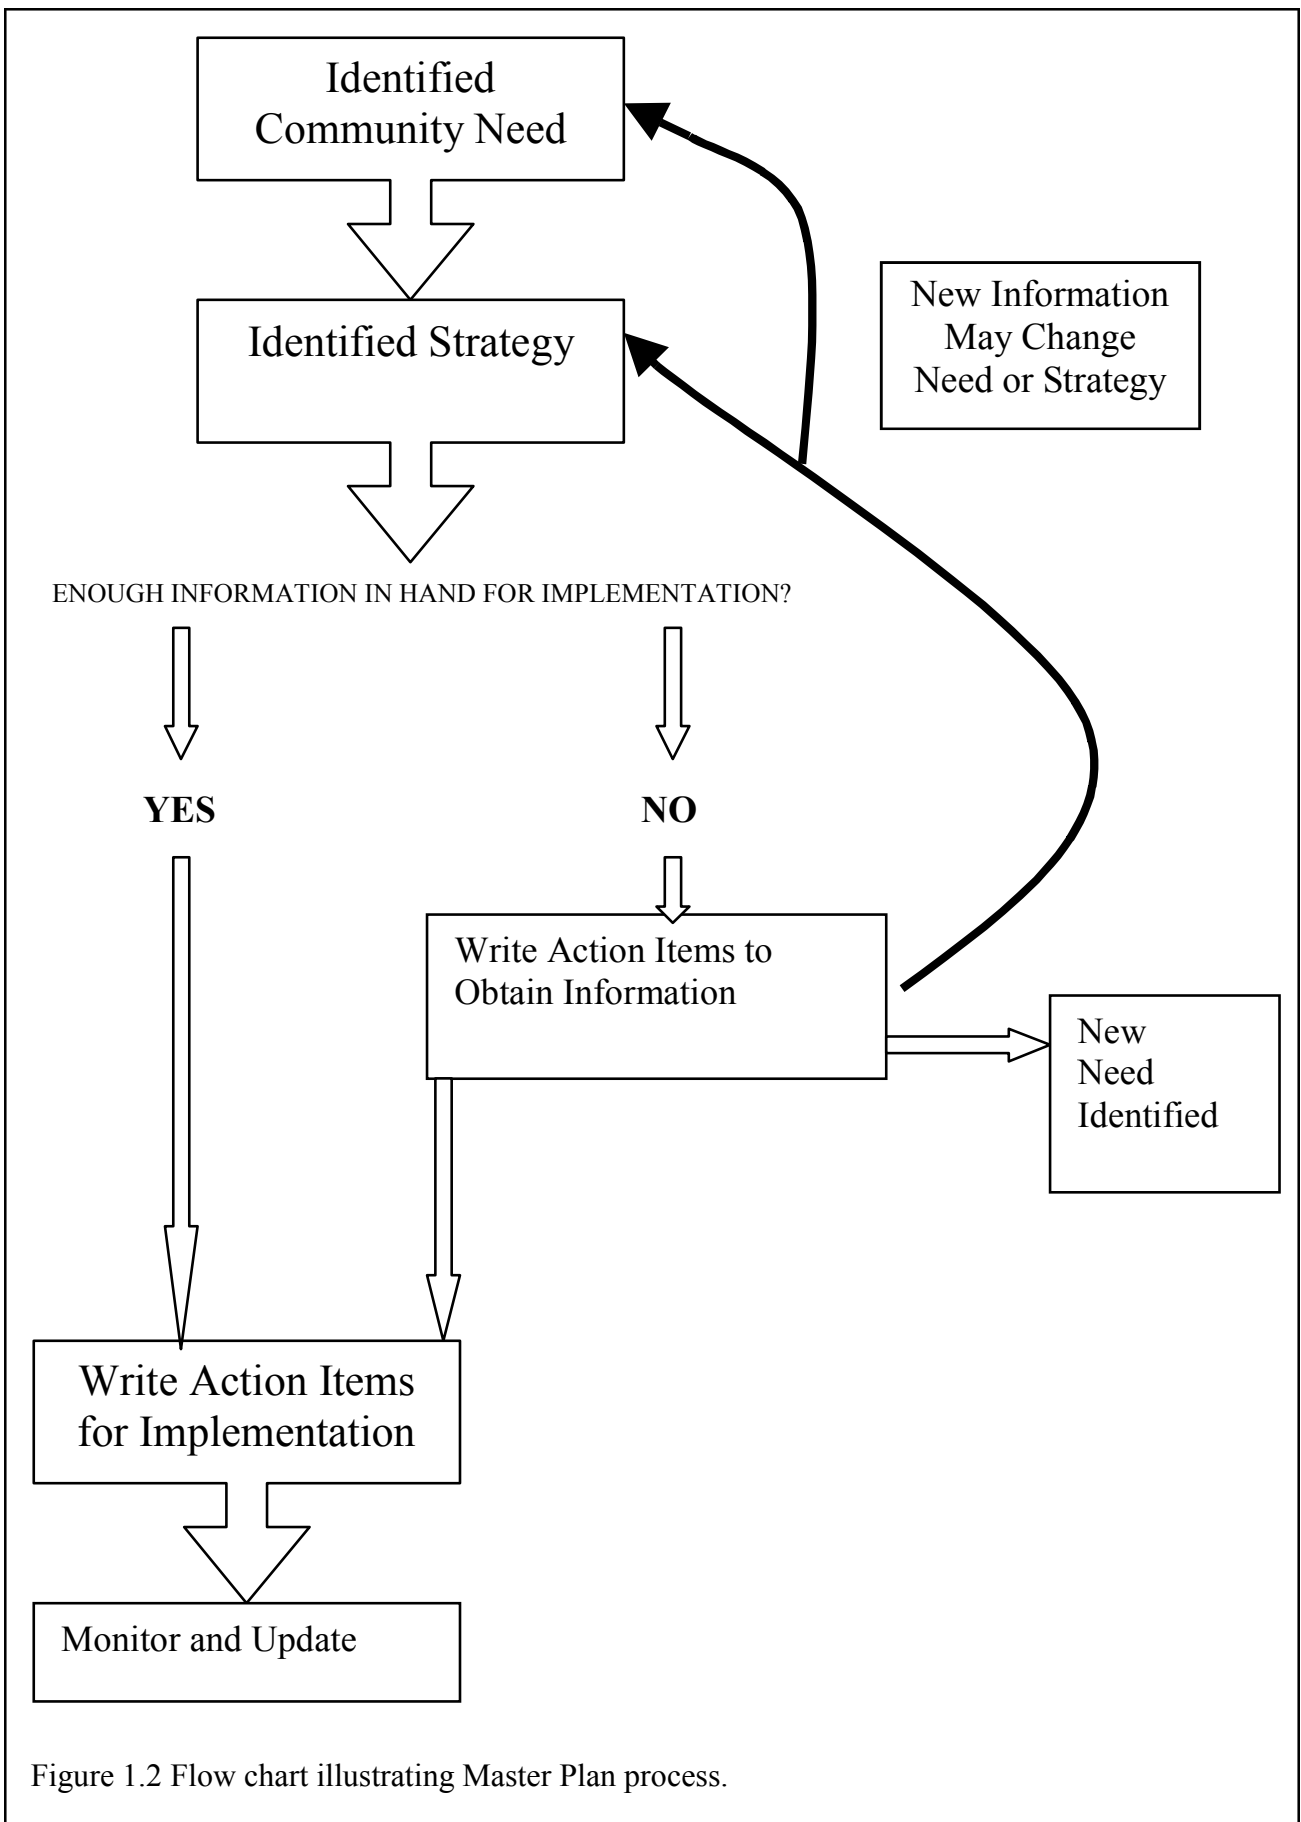 Identified
Community Need
New Information
May Change
Need or Strategy
Identified Strategy
ENOUGH INFORMATION IN HAND FOR IMPLEMENTATION?
YES
NO
Write Action Items to
Obtain Information
New
Need
Identified
Write Action Items
for Implementation
Monitor and Update
Figure 1.2 Flow chart illustrating Master Plan process.